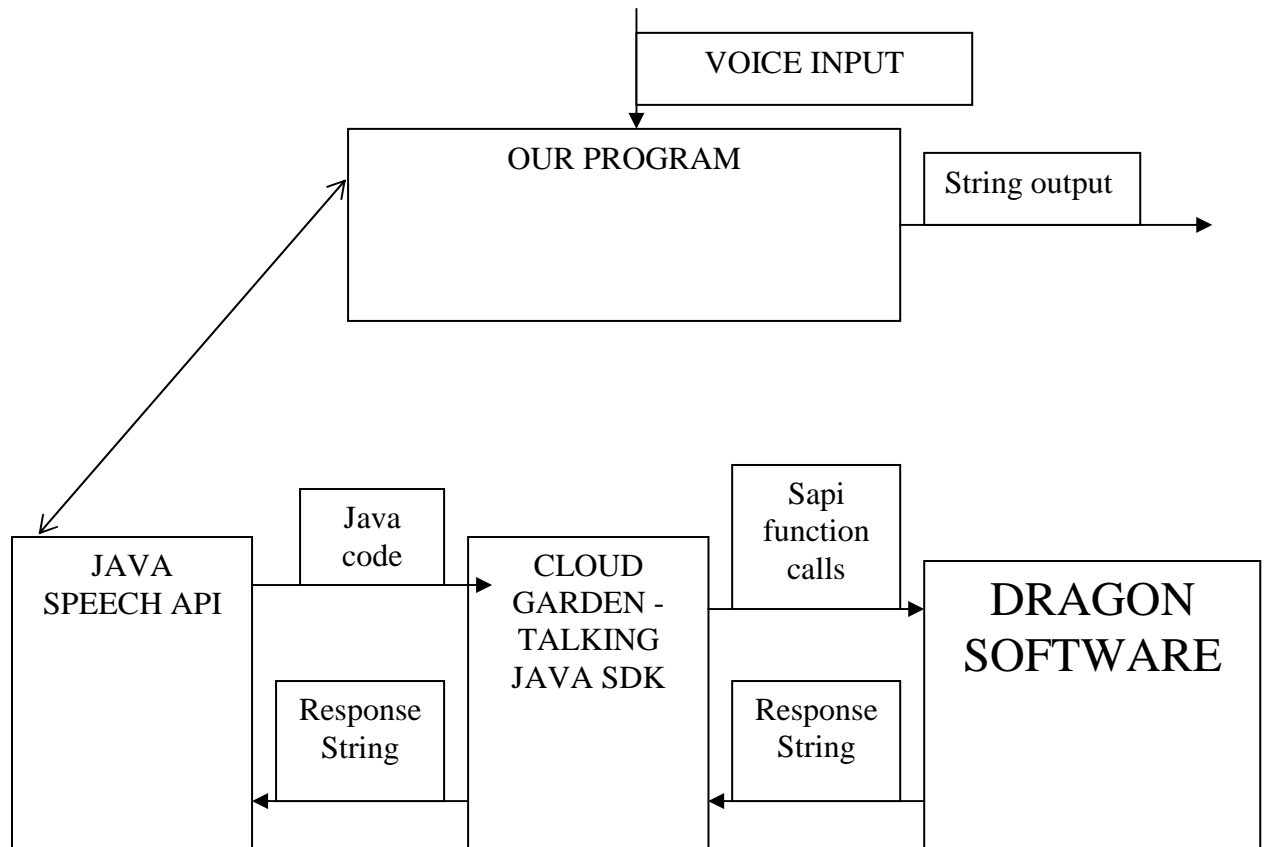 VOICE INPUT
OUR PROGRAM
String output
Java
code
Sapi
function
calls
JAVA
SPEECH API
CLOUD
GARDEN -
TALKING
JAVA SDK
DRAGON
SOFTWARE
Response
String
Response
String